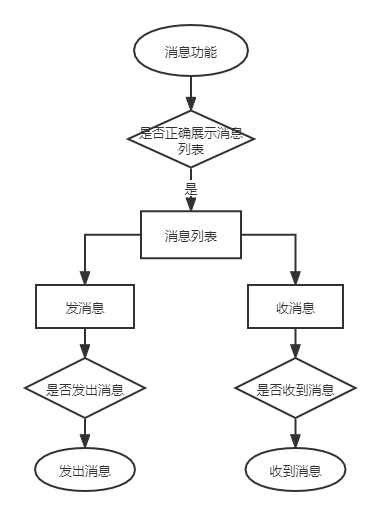 消息功能
是否正确展示消息
列表
是
消息列表
发消息
收消息
是否发出消息
是否收到消息
发出消息
收到消息